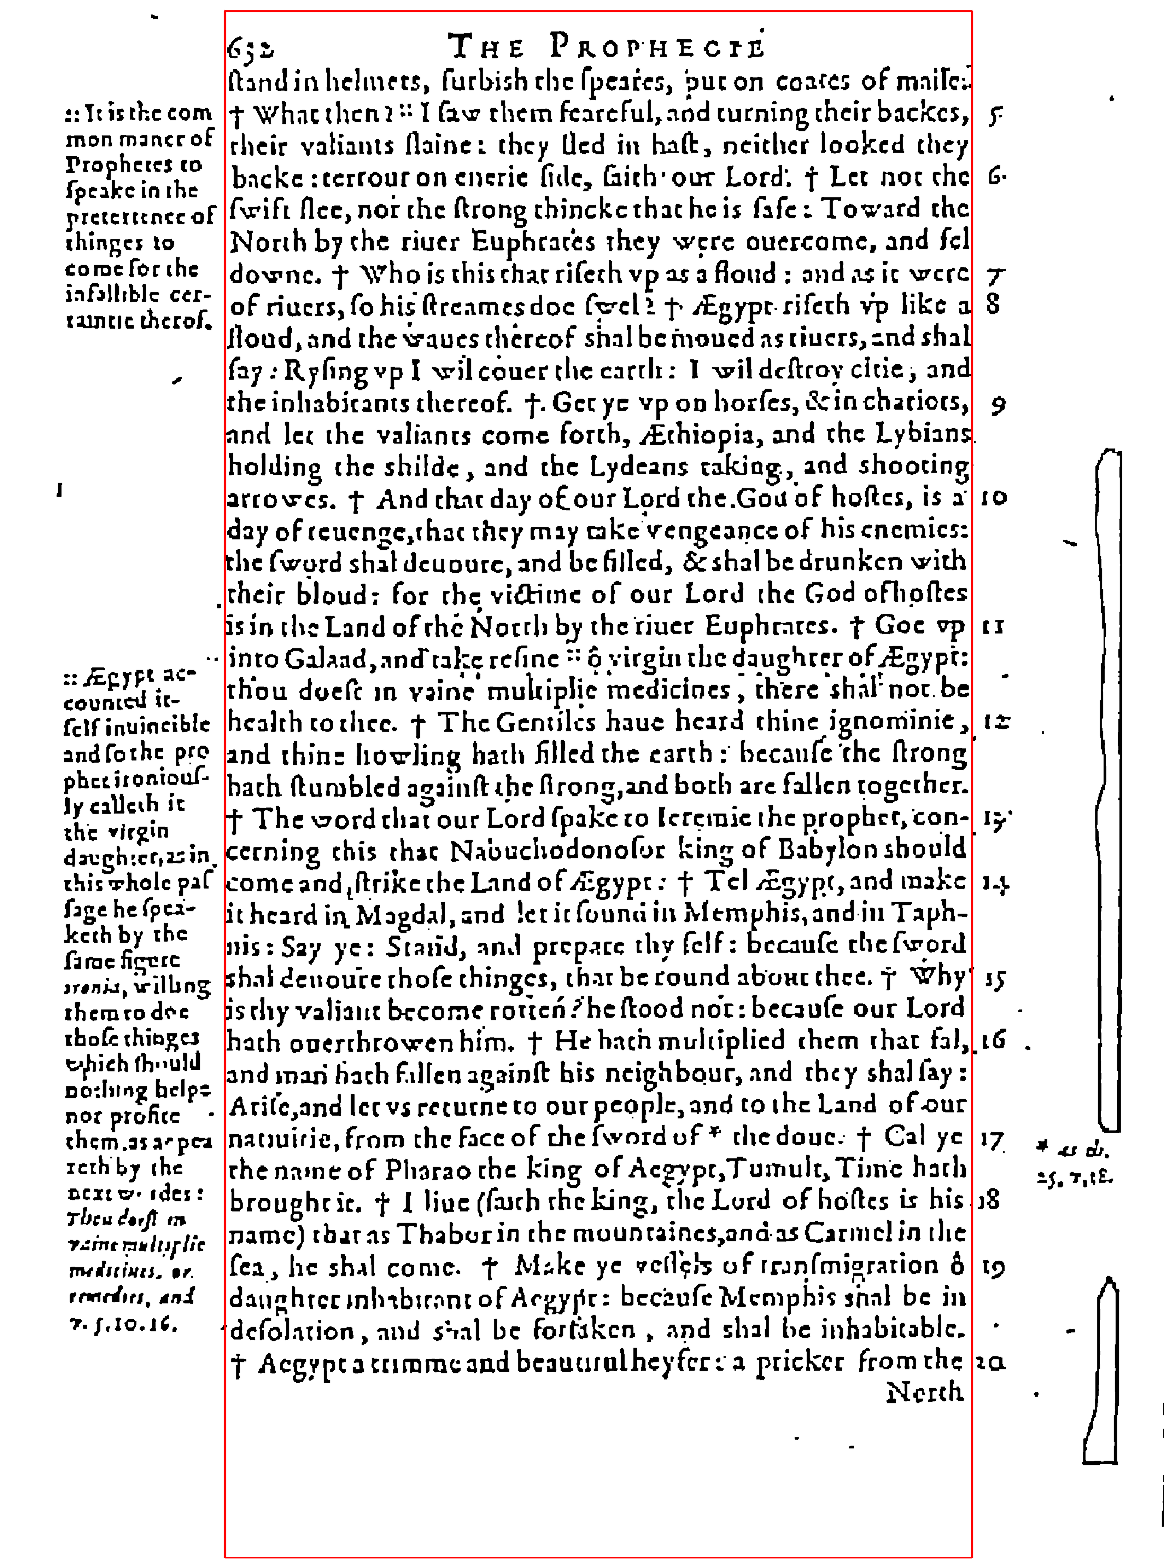 632 THE PROPHECIE
ſtand in helmets, furbish the ſpeares, put on coates of maile.
† What then? :: I ſaw them feareful, and turning their backes, 5
their valiants ſlaine: they fled in haſt, neither looked they
backe: terrour on euerie ſide, ſaith our Lord. † Let not the 6.
ſwift flee, nor the ſtrong thincke that he is ſafe: Toward the
North by the riuer Euphrates they were ouercome, and fel
downe. † Who is this that riſeth vp as a floud: and as it were 7
of riuers, ſo his ſtreames doe ſwel? † Ægypt riſeth vp like a 8
floud, and the waues thereof shal be moued as riuers, and shal
ſay: Ryſing vp I wil couer the earth: I wil deſtroy citie, and
the inhabitants thereof. †. Get ye vp on horſes, & in chariots, 9
and let the valiants come forth, Æthiopia, and the Lybians
holding the shilde, and the Lydeans taking, and shooting
arrowes. † And that day of our Lord the God of hoſtes, is a 10
day of reuenge, that they may take vengeance of his enemies:
the ſword shal deuoure, and be filled, & shal be drunken with
their bloud: for the victime of our Lord the God of hoſtes
is in the Land of the North by the riuer Euphrates. † Goe vp 11
into Galaad, and take reſine :: ô virgin the daughter of Ægypt:
thou doeſt in vaine multiplie medicines, there shal not be
health to thee. † The Gentiles haue heard thine ignominie, 12
and thine howling hath filled the earth: becauſe the ſtrong
hath ſtumbled againſt the ſtrong, and both are fallen together.
† The word that our Lord ſpake to Ieremie the prophet, con- 13
cerning this that Nabuchodonoſor king of Babylon should
come and ſtrike the Land of Ægypt: † Tel Ægypt, and make 14
it heard in Magdal, and let it ſound in Memphis, and in Taph-
nis: Say ye: Stand, and prepare thy ſelf: becauſe the ſword
shal deuoure thoſe thinges, that be round about thee. † Why 15
is thy valiant become rotten? he ſtood not: becauſe our Lord
hath ouerthrowen him. † He hath multiplied them that fal, 16
and man hath fallen againſt his neighbour, and they shal ſay:
Ariſe, and let vs returne to our people, and to the Land of our
natiuitie, from the face of the ſword of * the doue. † Cal ye 17
the name of Pharao the king of Aegypt, Tumult, Time hath
brought it. † I liue (ſaith the king, the Lord of hoſtes is his 18
name) that as Thabor in the mountaines, and as Carmel in the
ſea, he shal come. † Make ye veſſels of tranſmigration ô 19
daughter inhabitant of Aegypt: becauſe Memphis shal be in
deſolation, and shal be forſaken, and shal be inhabitable.
† Aegypt a trimme and beautiful heyfer: a pricker from the 20
North
:: It is the com
mon maner of
Prophetes to
ſpeake in the
pretertence of
thinges to
come for the
infallible cer-
taintie therof.
:: Ægypt ac-
counted it-
ſelf inuincible
and ſo the pro
phet ironiouſ-
ly calleth it
the virgin
daughter, as in
this whole paſ
ſage he ſpea-
keth by the
ſame figure
ironia, willing
them to doe
thoſe thinges
which should
nothing helpe
nor profite
them, as appea
reth by the
next wordes:
Thou doeſt in
vaine multiplie
medicines, or
remedies, and
v. 5. 10. 16.
25. v. 38.